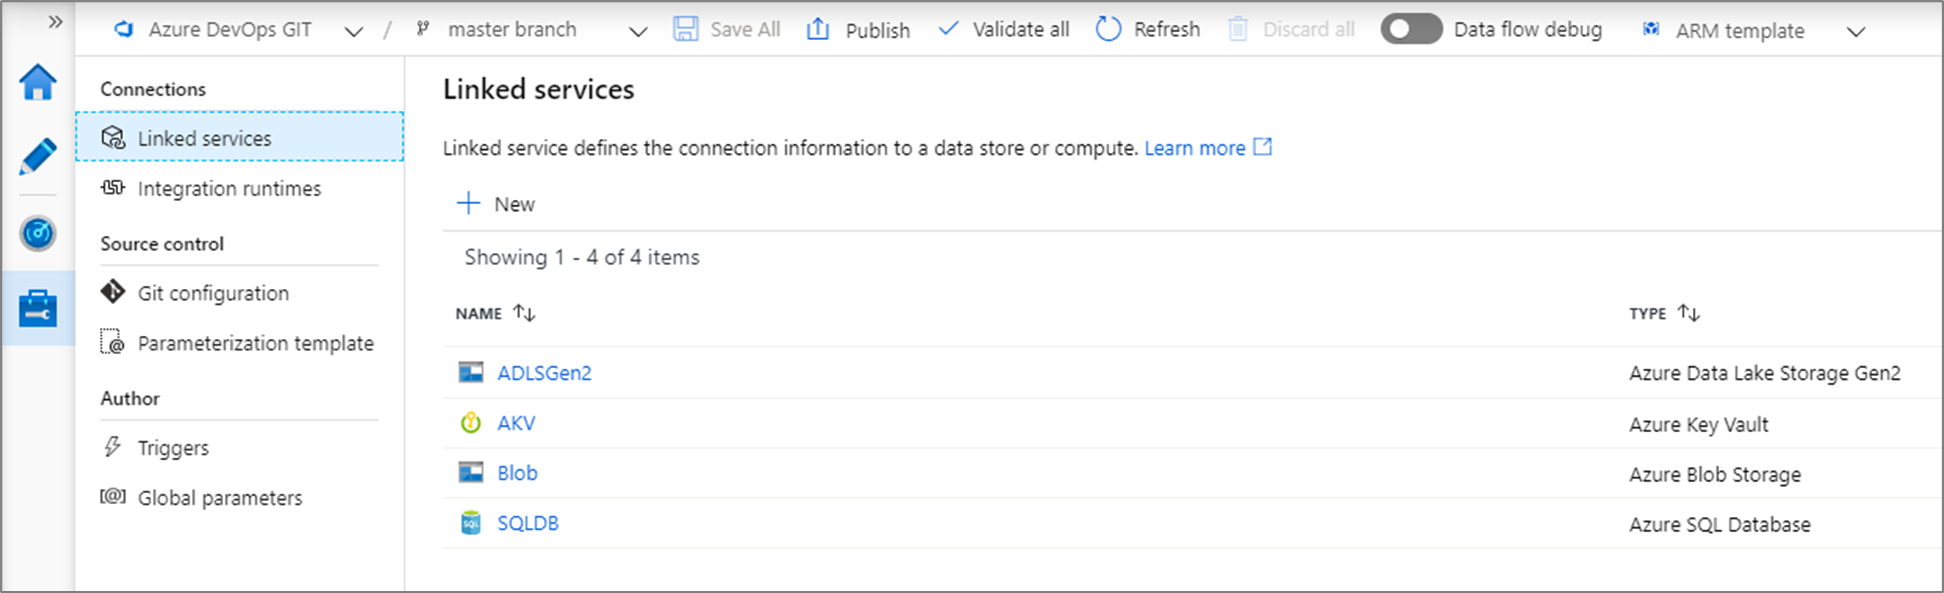 Azure DevOps GIT / master branch Save All Publish Validate all Refresh Discard all Data flow debug ARM template
Connections
Linked services
Integration runtimes
Source control
Git configuration
Parameterization template
Author
Triggers
Global parameters
Linked services
Linked service defines the connection information to a data store or compute. Learn more
New
Showing 1 - 4 of 4 items
NAME TYPE
ADLSGen2 Azure Data Lake Storage Gen2
AKV Azure Key Vault
Blob Azure Blob Storage
SQLDB Azure SQL Database